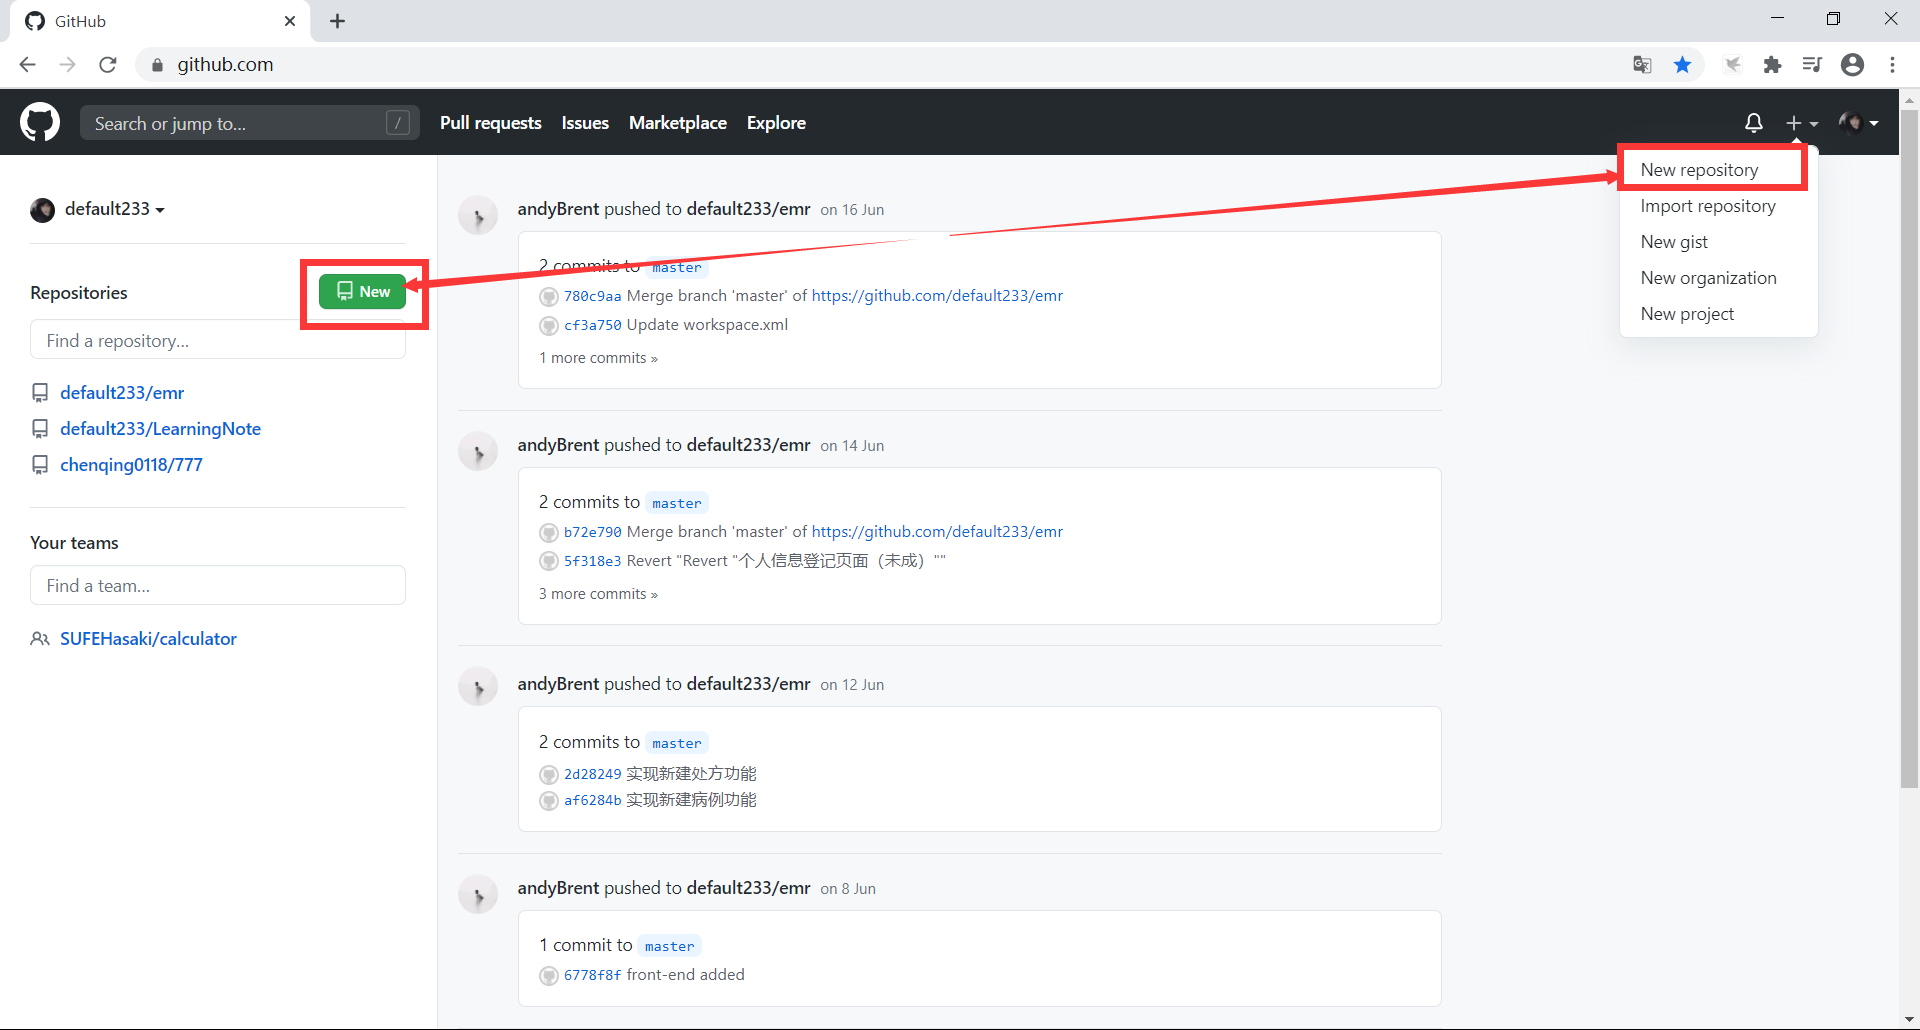 GitHub
github.com
Search or jump to...
/
Pull requests
Issues
Marketplace
Explore
New repository
Import repository
New gist
New organization
New project
default233
Repositories
New
Find a repository...
default233/emr
default233/LearningNote
chenqing0118/777
Your teams
Find a team...
SUFEHasaki/calculator
andyBrent pushed to default233/emr on 16 Jun
2 commits to master
780c9aa Merge branch 'master' of https://github.com/default233/emr
cf3a750 Update workspace.xml
1 more commits »
andyBrent pushed to default233/emr on 14 Jun
2 commits to master
b72e790 Merge branch 'master' of https://github.com/default233/emr
5f318e3 Revert "Revert "个人信息登记页面（未成）""
3 more commits »
andyBrent pushed to default233/emr on 12 Jun
2 commits to master
2d28249 实现新建处方功能
af6284b 实现新建病例功能
andyBrent pushed to default233/emr on 8 Jun
1 commit to master
6778f8f front-end added